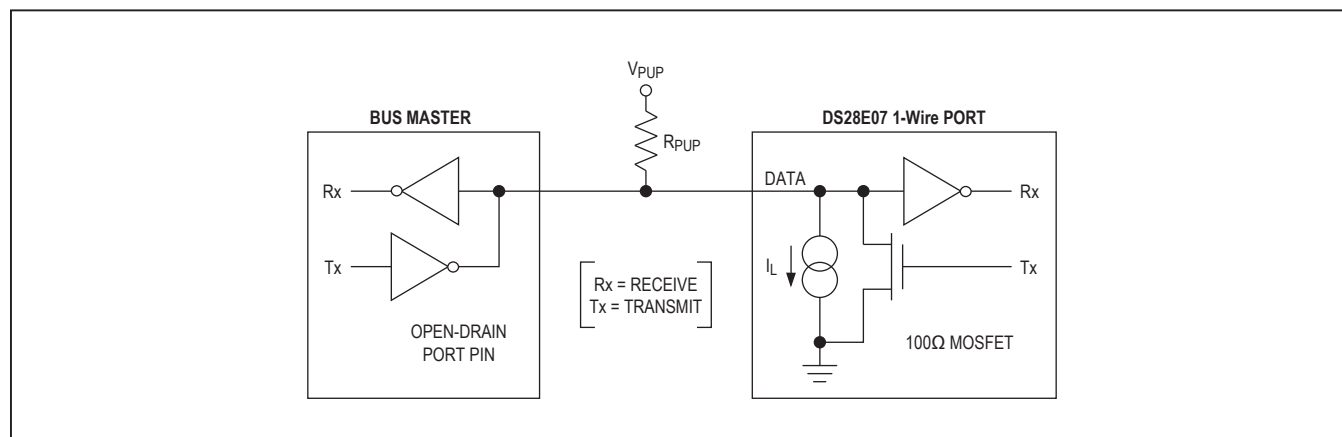 VPUP
BUS MASTER
DS28E07 1-Wire PORT
RPUP
Rx
DATA
Rx
Tx
IL
Tx
Rx = RECEIVE
Tx = TRANSMIT
OPEN-DRAIN
PORT PIN
100Ω MOSFET